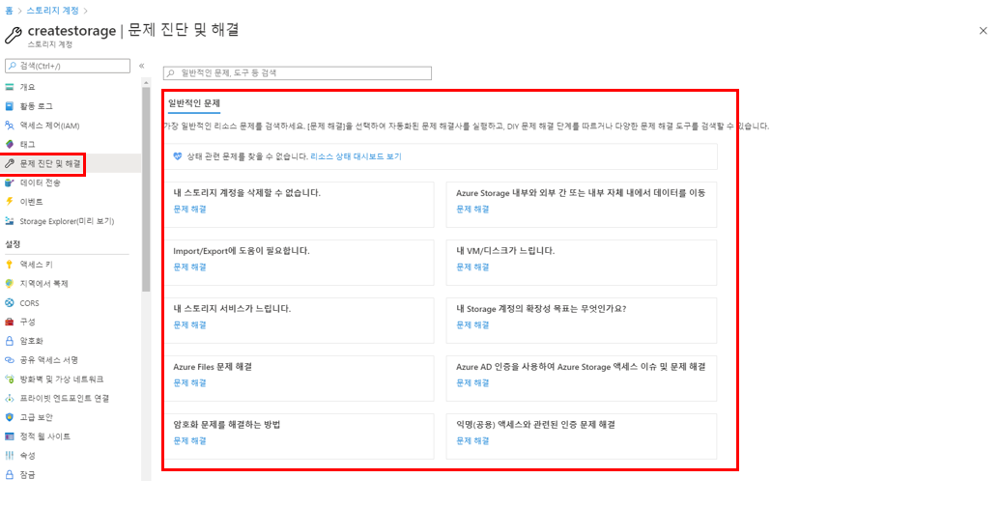 홈 > 스토리지 계정 >
createstorage | 문제 진단 및 해결
스토리지 계정
검색(Ctrl+/)
개요
활동 로그
액세스 제어(IAM)
태그
문제 진단 및 해결
데이터 전송
이벤트
Storage Explorer(미리 보기)
설정
액세스 키
지역에서 복제
CORS
구성
암호화
공유 액세스 서명
방화벽 및 가상 네트워크
프라이빗 엔드포인트 연결
고급 보안
정적 웹 사이트
속성
잠금
일반적인 문제, 도구 등 검색
일반적인 문제
가장 일반적인 리소스 문제를 검색하세요. [문제 해결]을 선택하여 자동화된 문제 해결사를 실행하고, DIY 문제 해결 단계를 따르거나 다양한 문제 해결 도구를 검색할 수 있습니다.
상태 관련 문제를 찾을 수 없습니다. 리소스 상태 대시보드 보기
내 스토리지 계정을 삭제할 수 없습니다.
문제 해결
Azure Storage 내부와 외부 간 또는 내부 자체 내에서 데이터를 이동
문제 해결
Import/Export에 도움이 필요합니다.
문제 해결
내 VM/디스크가 느립니다.
문제 해결
내 스토리지 서비스가 느립니다.
문제 해결
내 Storage 계정의 확장성 목표는 무엇인가요?
문제 해결
Azure Files 문제 해결
문제 해결
Azure AD 인증을 사용하여 Azure Storage 액세스 이슈 및 문제 해결
문제 해결
암호화 문제를 해결하는 방법
문제 해결
익명(공용) 액세스와 관련된 인증 문제 해결
문제 해결